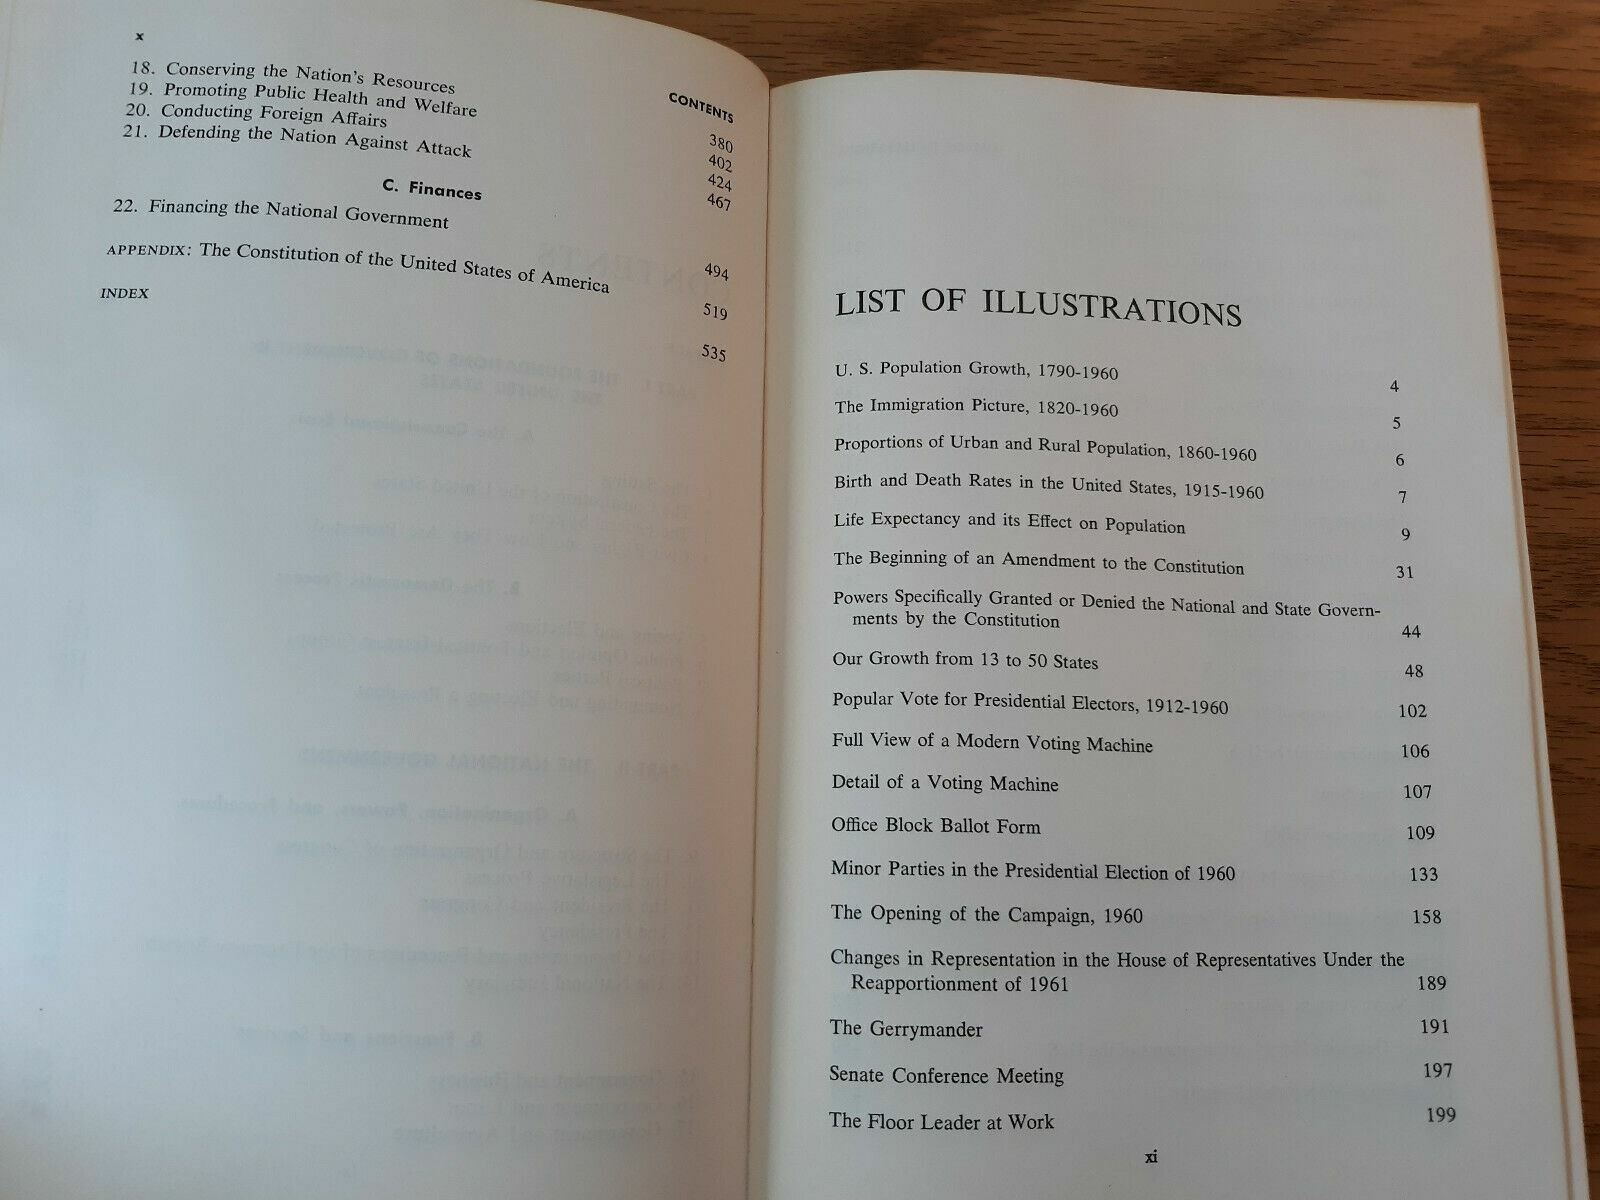 x
CONTENTS
18. Conserving the Nation's Resources 380
19. Promoting Public Health and Welfare 402
20. Conducting Foreign Affairs 424
21. Defending the Nation Against Attack 467
C. Finances
22. Financing the National Government 494
APPENDIX: The Constitution of the United States of America 519
INDEX 535
LIST OF ILLUSTRATIONS
U. S. Population Growth, 1790-1960 4
The Immigration Picture, 1820-1960 5
Proportions of Urban and Rural Population, 1860-1960 6
Birth and Death Rates in the United States, 1915-1960 7
Life Expectancy and its Effect on Population 9
The Beginning of an Amendment to the Constitution 31
Powers Specifically Granted or Denied the National and State Govern-
ments by the Constitution 44
Our Growth from 13 to 50 States 48
Popular Vote for Presidential Electors, 1912-1960 102
Full View of a Modern Voting Machine 106
Detail of a Voting Machine 107
Office Block Ballot Form 109
Minor Parties in the Presidential Election of 1960 133
The Opening of the Campaign, 1960 158
Changes in Representation in the House of Representatives Under the
Reapportionment of 1961 189
The Gerrymander 191
Senate Conference Meeting 197
The Floor Leader at Work 199
xi